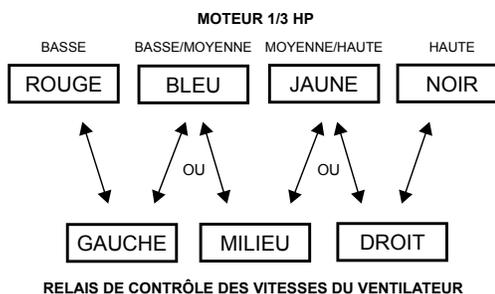 MOTEUR 1/3 HP
BASSE BASSE/MOYENNE MOYENNE/HAUTE HAUTE
ROUGE BLEU JAUNE NOIR
OU OU
GAUCHE MILIEU DROIT
RELAIS DE CONTRÔLE DES VITESSES DU VENTILATEUR